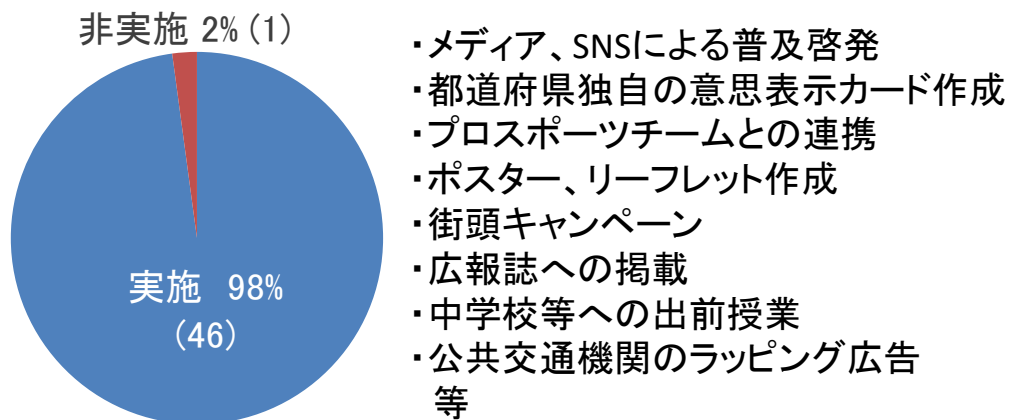 非実施 2%(1)
実施 98%
(46)
・メディア、SNSによる普及啓発
・都道府県独自の意思表示カード作成
・プロスポーツチームとの連携
・ポスター、リーフレット作成
・街頭キャンペーン
・広報誌への掲載
・中学校等への出前授業
・公共交通機関のラッピング広告
等